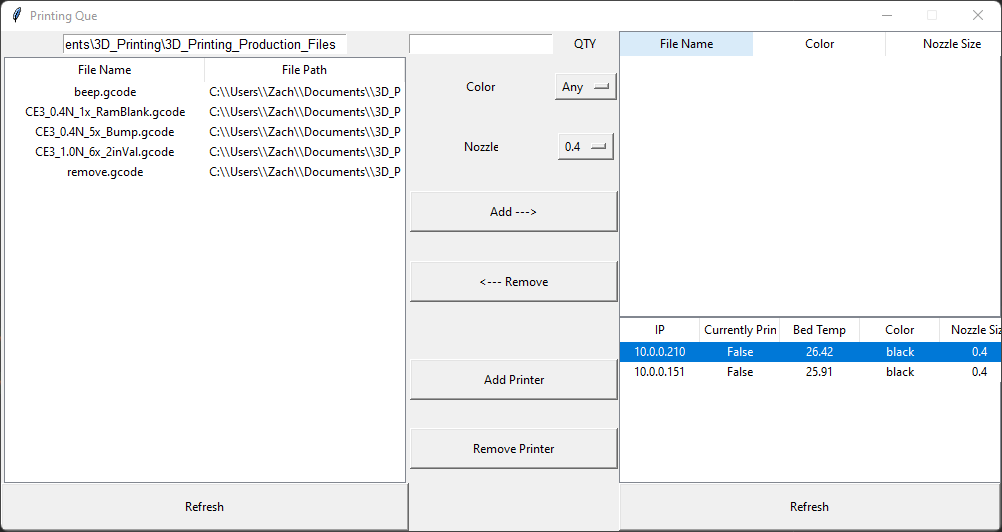 Printing Que
ents\3D_Printing\3D_Printing_Production_Files
QTY
File Name File Path
beep.gcode C:\\Users\\Zach\\Documents\\3D_P
CE3_0.4N_1x_RamBlank.gcode C:\\Users\\Zach\\Documents\\3D_P
CE3_0.4N_5x_Bump.gcode C:\\Users\\Zach\\Documents\\3D_P
CE3_1.0N_6x_2inVal.gcode C:\\Users\\Zach\\Documents\\3D_P
remove.gcode C:\\Users\\Zach\\Documents\\3D_P
Refresh
Color Any
Nozzle 0.4
Add --->
<--- Remove
Add Printer
Remove Printer
File Name Color Nozzle Size
IP Currently Prin Bed Temp Color Nozzle Siz
10.0.0.210 False 26.42 black 0.4
10.0.0.151 False 25.91 black 0.4
Refresh